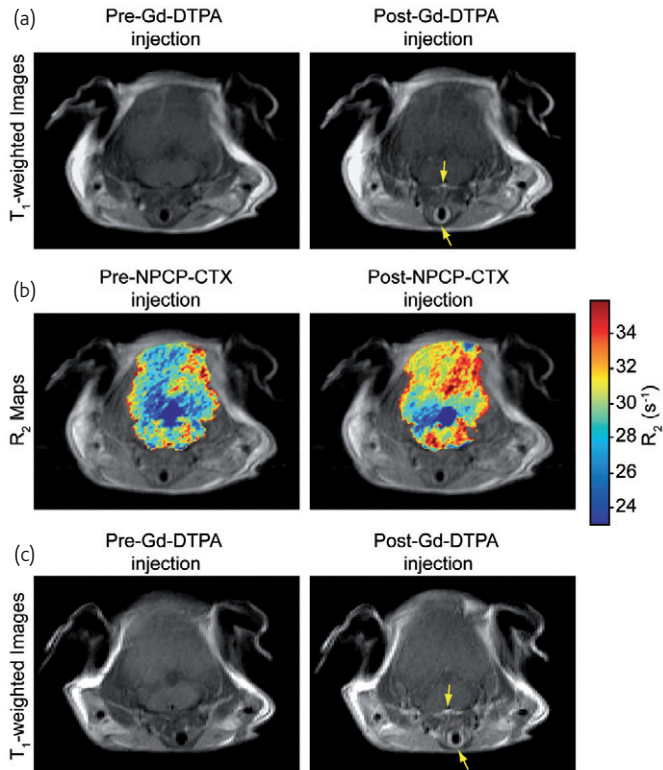 (a)
Pre-Gd-DTPA
injection
Post-Gd-DTPA
injection
T₁-weighted Images
(b)
Pre-NPCP-CTX
injection
Post-NPCP-CTX
injection
R₂ Maps
34
32
30
28
26
24
R₂ (s⁻¹)
(c)
Pre-Gd-DTPA
injection
Post-Gd-DTPA
injection
T₁-weighted Images